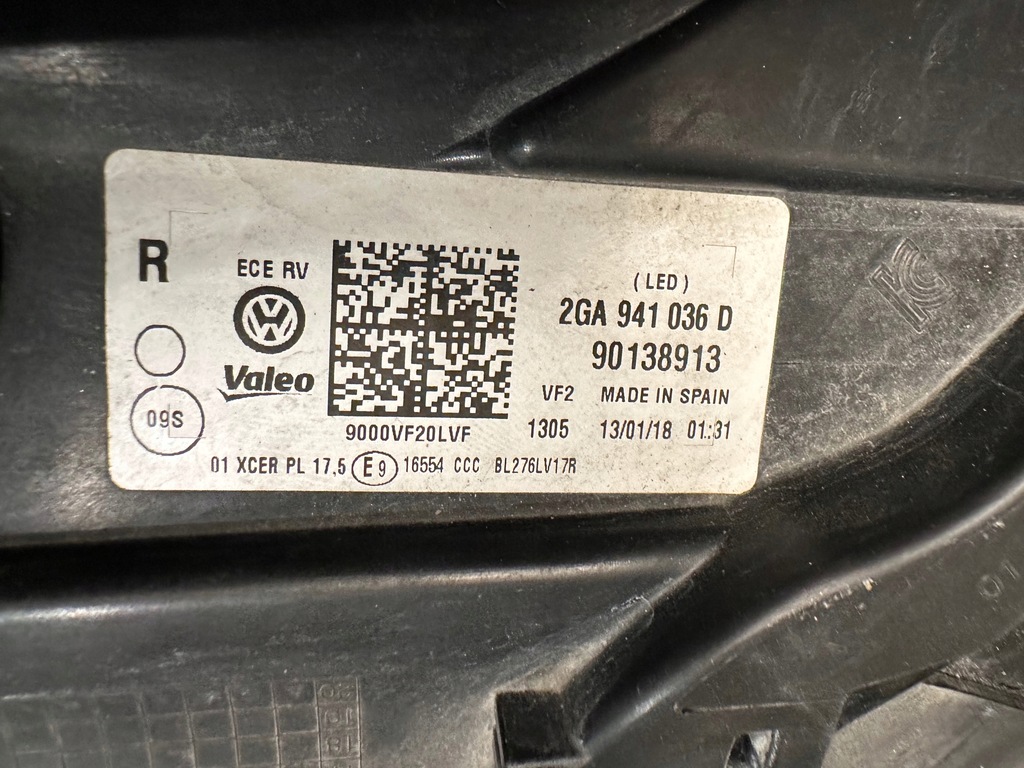 R
ECE RV
Valeo
09S
9000VF20LVF
(LED)
2GA 941 036 D
90138913
VF2 MADE IN SPAIN
1305 13/01/18 01:31
01 XCER PL 17,5 E9 16554 CCC BL276LV17R
01